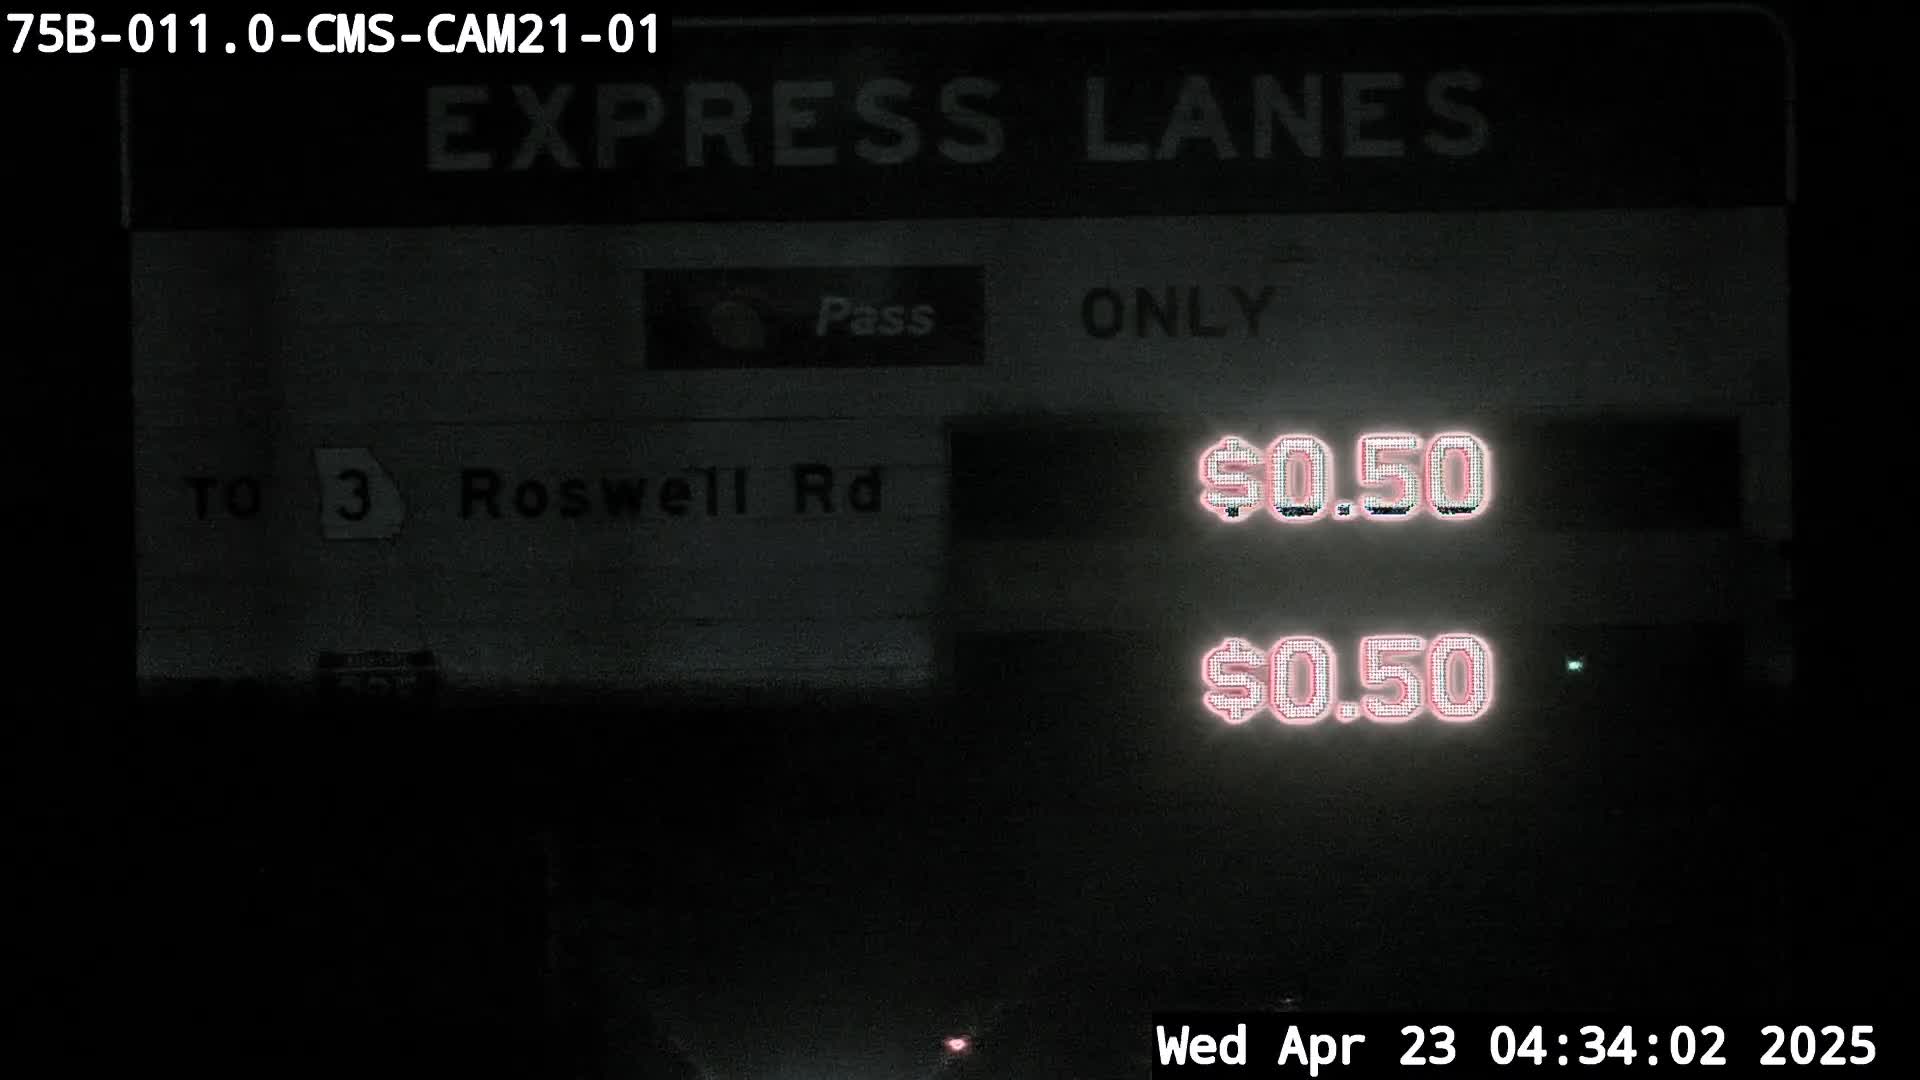 75B-011.0-CMS-CAM21-01
EXPRESS LANES
Pass ONLY
TO 3 Roswell Rd $0.50
$0.50
Wed Apr 23 04:34:02 2025